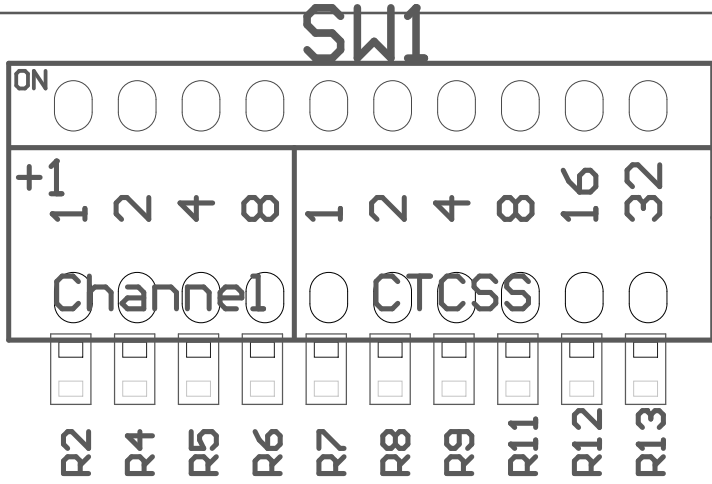 SW1
ON
+1
1 2 4 8 1 2 4 8 16 32
Channel CTCSS
R2 R4 R5 R6 R7 R8 R9 R11 R12 R13